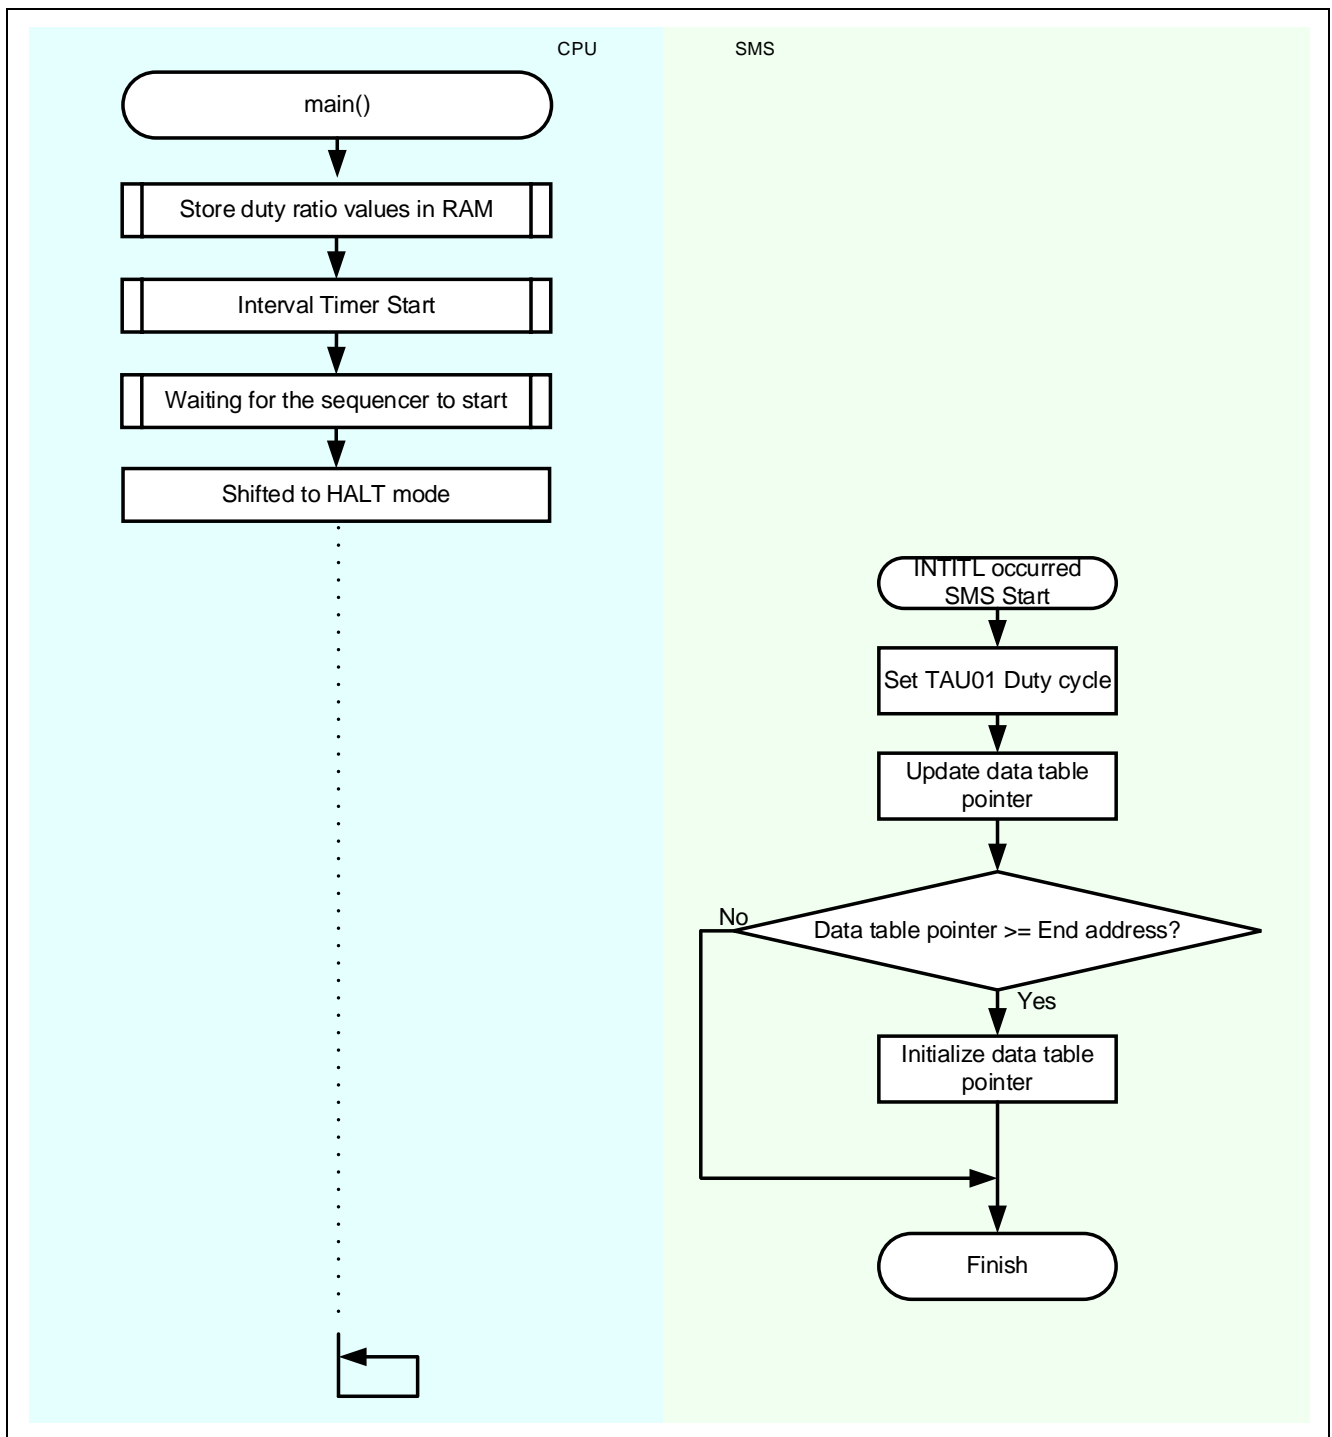 CPU
SMS
main()
Store duty ratio values in RAM
Interval Timer Start
Waiting for the sequencer to start
Shifted to HALT mode
INTITL occurred
SMS Start
Set TAU01 Duty cycle
Update data table
pointer
No
Data table pointer >= End address?
Yes
Initialize data table
pointer
Finish